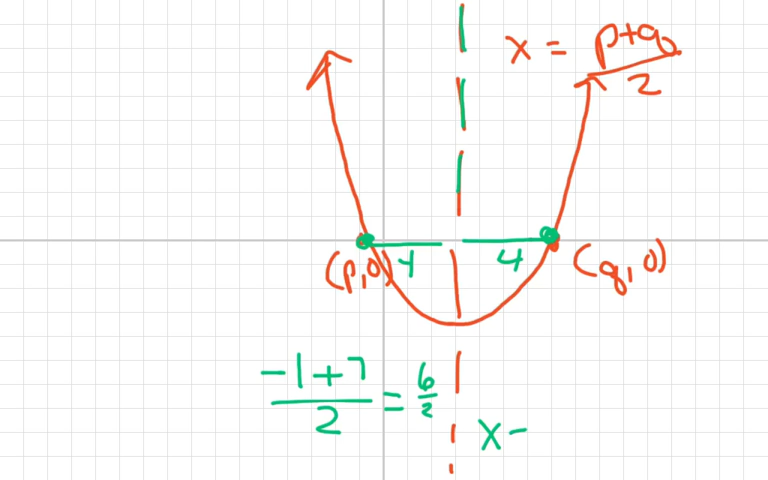 x = p+q/2
4 4
(p,0) (q,0)
-1+7/2 = 6/2
x -